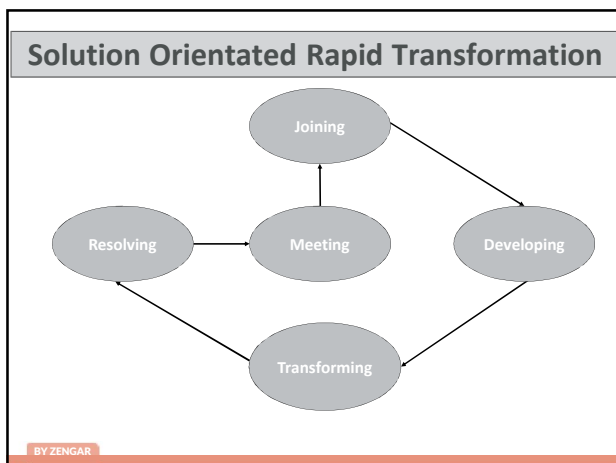 Solution Orientated Rapid Transformation
Joining
Resolving
Meeting
Developing
Transforming
BY ZENGAR